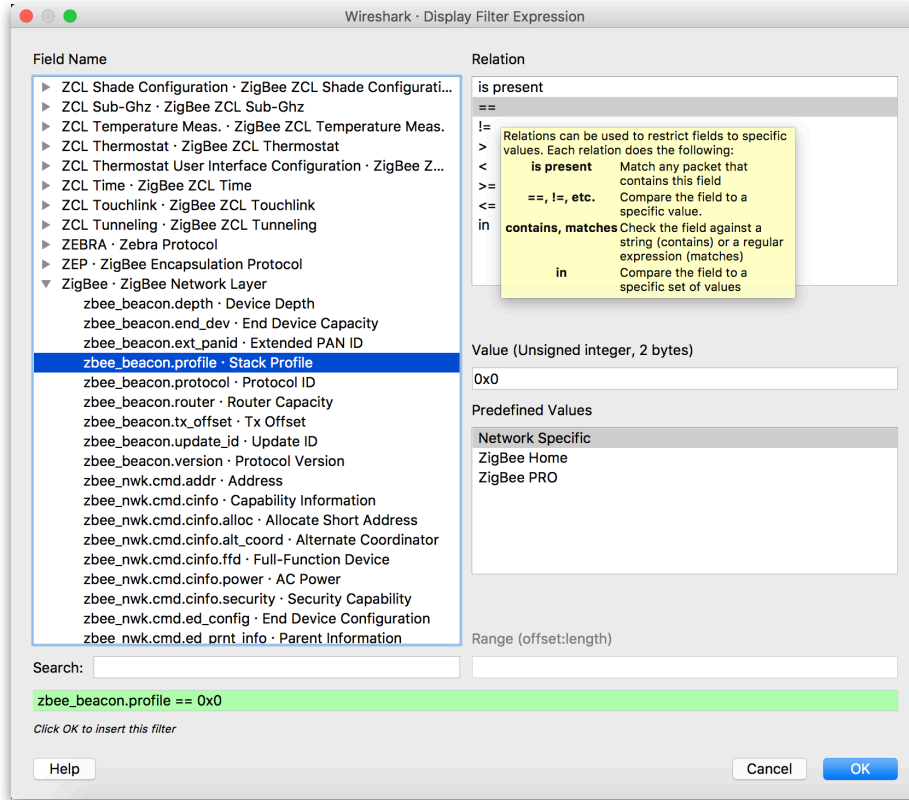 Wireshark · Display Filter Expression
Field Name
ZCL Shade Configuration · ZigBee ZCL Shade Configurati...
ZCL Sub-Ghz · ZigBee ZCL Sub-Ghz
ZCL Temperature Meas. · ZigBee ZCL Temperature Meas.
ZCL Thermostat · ZigBee ZCL Thermostat
ZCL Thermostat User Interface Configuration · ZigBee Z...
ZCL Time · ZigBee ZCL Time
ZCL Touchlink · ZigBee ZCL Touchlink
ZCL Tunneling · ZigBee ZCL Tunneling
ZEBRA · Zebra Protocol
ZEP · ZigBee Encapsulation Protocol
ZigBee · ZigBee Network Layer
zbee_beacon.depth · Device Depth
zbee_beacon.end_dev · End Device Capacity
zbee_beacon.ext_panid · Extended PAN ID
zbee_beacon.profile · Stack Profile
zbee_beacon.protocol · Protocol ID
zbee_beacon.router · Router Capacity
zbee_beacon.tx_offset · Tx Offset
zbee_beacon.update_id · Update ID
zbee_beacon.version · Protocol Version
zbee_nwk.cmd.addr · Address
zbee_nwk.cmd.cinfo · Capability Information
zbee_nwk.cmd.cinfo.alloc · Allocate Short Address
zbee_nwk.cmd.cinfo.alt_coord · Alternate Coordinator
zbee_nwk.cmd.cinfo.ffd · Full-Function Device
zbee_nwk.cmd.cinfo.power · AC Power
zbee_nwk.cmd.cinfo.security · Security Capability
zbee_nwk.cmd.ed_config · End Device Configuration
zbee_nwk.cmd.ed_prnt_info · Parent Information
Search:
Relation
is present
==
!=
>
<
>=
<=
in
Relations can be used to restrict fields to specific
values. Each relation does the following:
is present Match any packet that
contains this field
==, !=, etc. Compare the field to a
specific value.
contains, matches Check the field against a
string (contains) or a regular
expression (matches)
in Compare the field to a
specific set of values
Value (Unsigned integer, 2 bytes)
0x0
Predefined Values
Network Specific
ZigBee Home
ZigBee PRO
Range (offset:length)
zbee_beacon.profile == 0x0
Click OK to insert this filter
Help
Cancel
OK